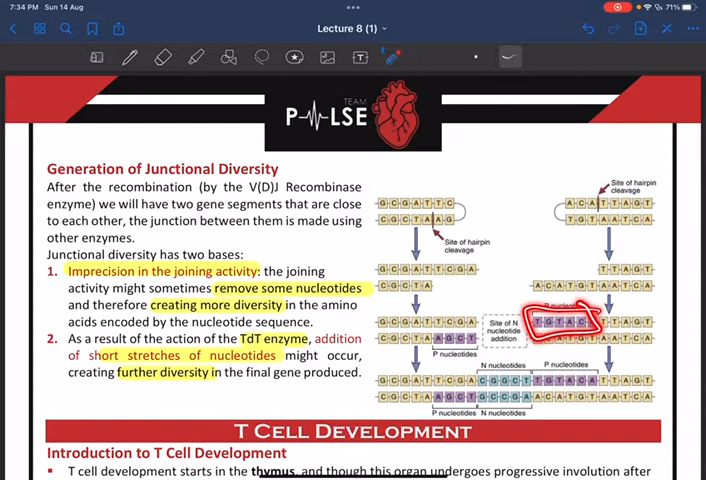 7:34 PM Sun 14 Aug
71%
Lecture 8 (1)
TEAM
P LSE
Generation of Junctional Diversity
After the recombination (by the V(D)J Recombinase
enzyme) we will have two gene segments that are close
to each other, the junction between them is made using
other enzymes.
Junctional diversity has two bases:
1. Imprecision in the joining activity: the joining
activity might sometimes remove some nucleotides
and therefore creating more diversity in the amino
acids encoded by the nucleotide sequence.
2. As a result of the action of the TdT enzyme, addition
of short stretches of nucleotides might occur,
creating further diversity in the final gene produced.
Site of hairpin
cleavage
G C G A T T C
C G C T A A G
A C A T T A G T
T G T A A T C A
Site of hairpin
cleavage
G C G A T T C G A
C G C T A
T T A G T
A C A T G T A A T C A
P nucleotides
G C G A T T C G A
C G C T A A G C T
Site of N
nucleotide
addition
T G T A C A T T A G T
A C A T G T A A T C A
P nucleotides
N nucleotides
P nucleotides
G C G A T T C G A C G G C T T G T A C A T T A G T
C G C T A A G C T G C C G A A C A T G T A A T C A
P nucleotides
N nucleotides
T CELL DEVELOPMENT
Introduction to T Cell Development
▪ T cell development starts in the thymus, and though this organ undergoes progressive involution after